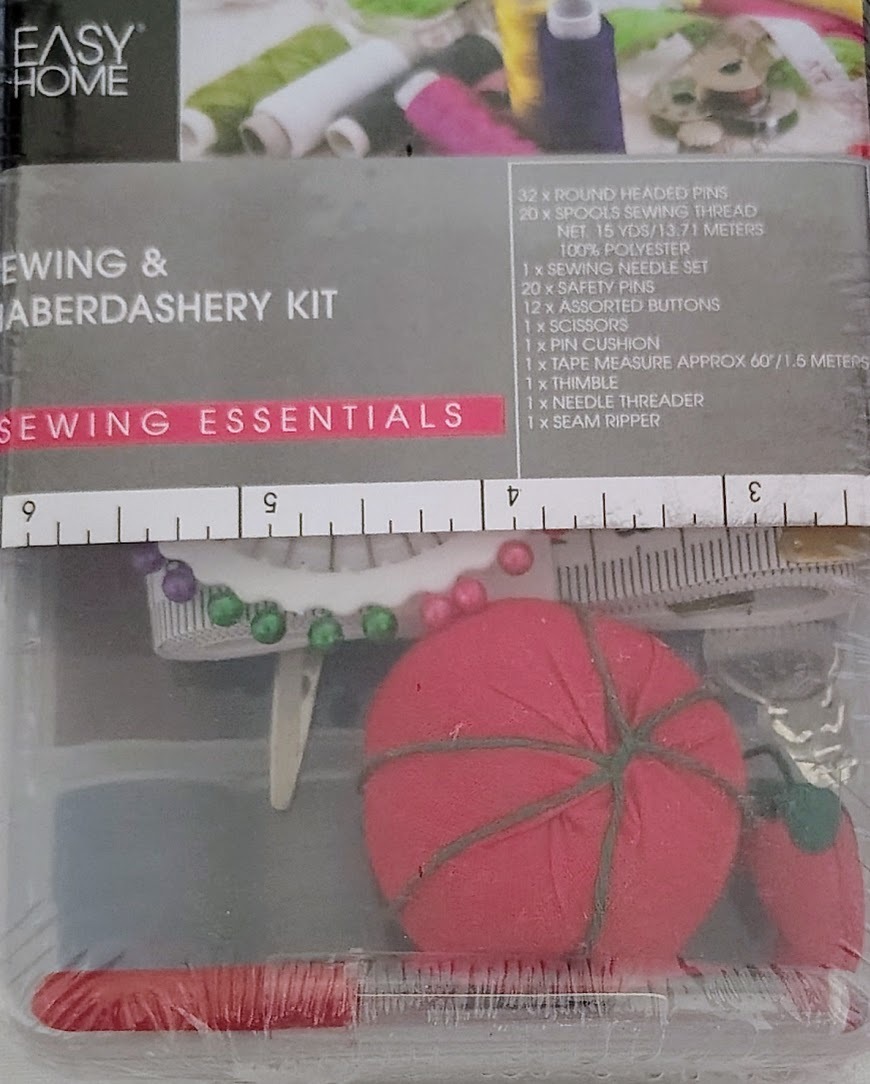 EASY
HOME
EWING &
HABERDASHERY KIT
SEWING ESSENTIALS
32 x ROUND HEADED PINS
20 x SPOOLS SEWING THREAD
NET. 15 YDS/13.71 METERS
100% POLYESTER
1 x SEWING NEEDLE SET
20 x SAFETY PINS
12 x ASSORTED BUTTONS
1 x SCISSORS
1 x PIN CUSHION
1 x TAPE MEASURE APPROX 60"/1.5 METERS
1 x THIMBLE
1 x NEEDLE THREADER
1 x SEAM RIPPER
6 5 4 3